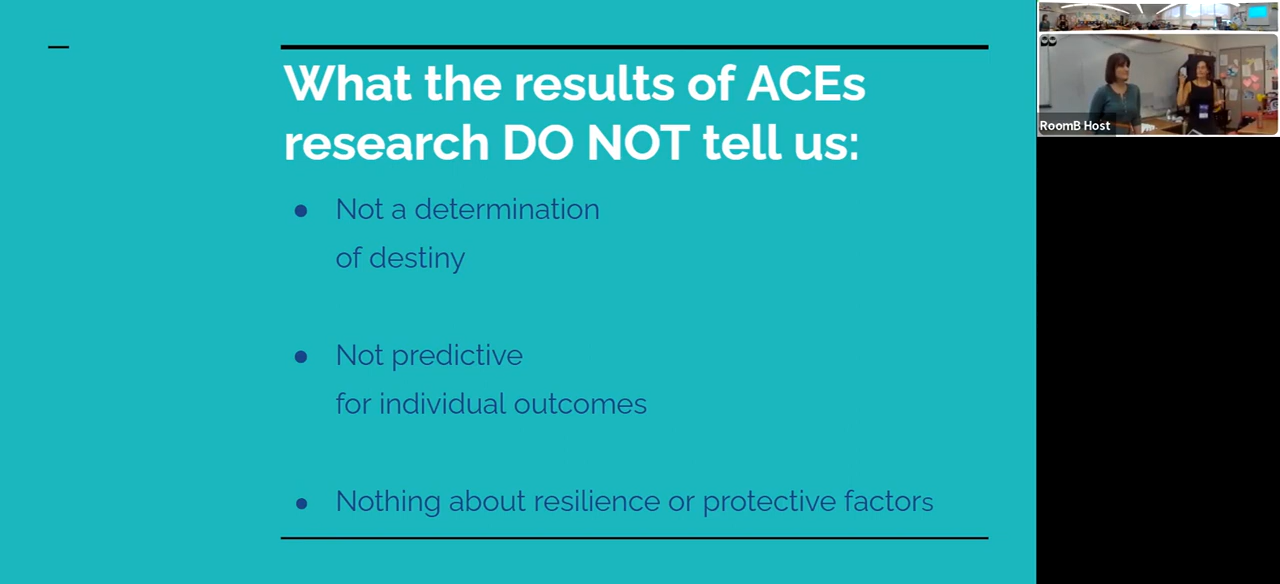 What the results of ACEs
research DO NOT tell us:
● Not a determination
of destiny
● Not predictive
for individual outcomes
● Nothing about resilience or protective factors
RoomB Host